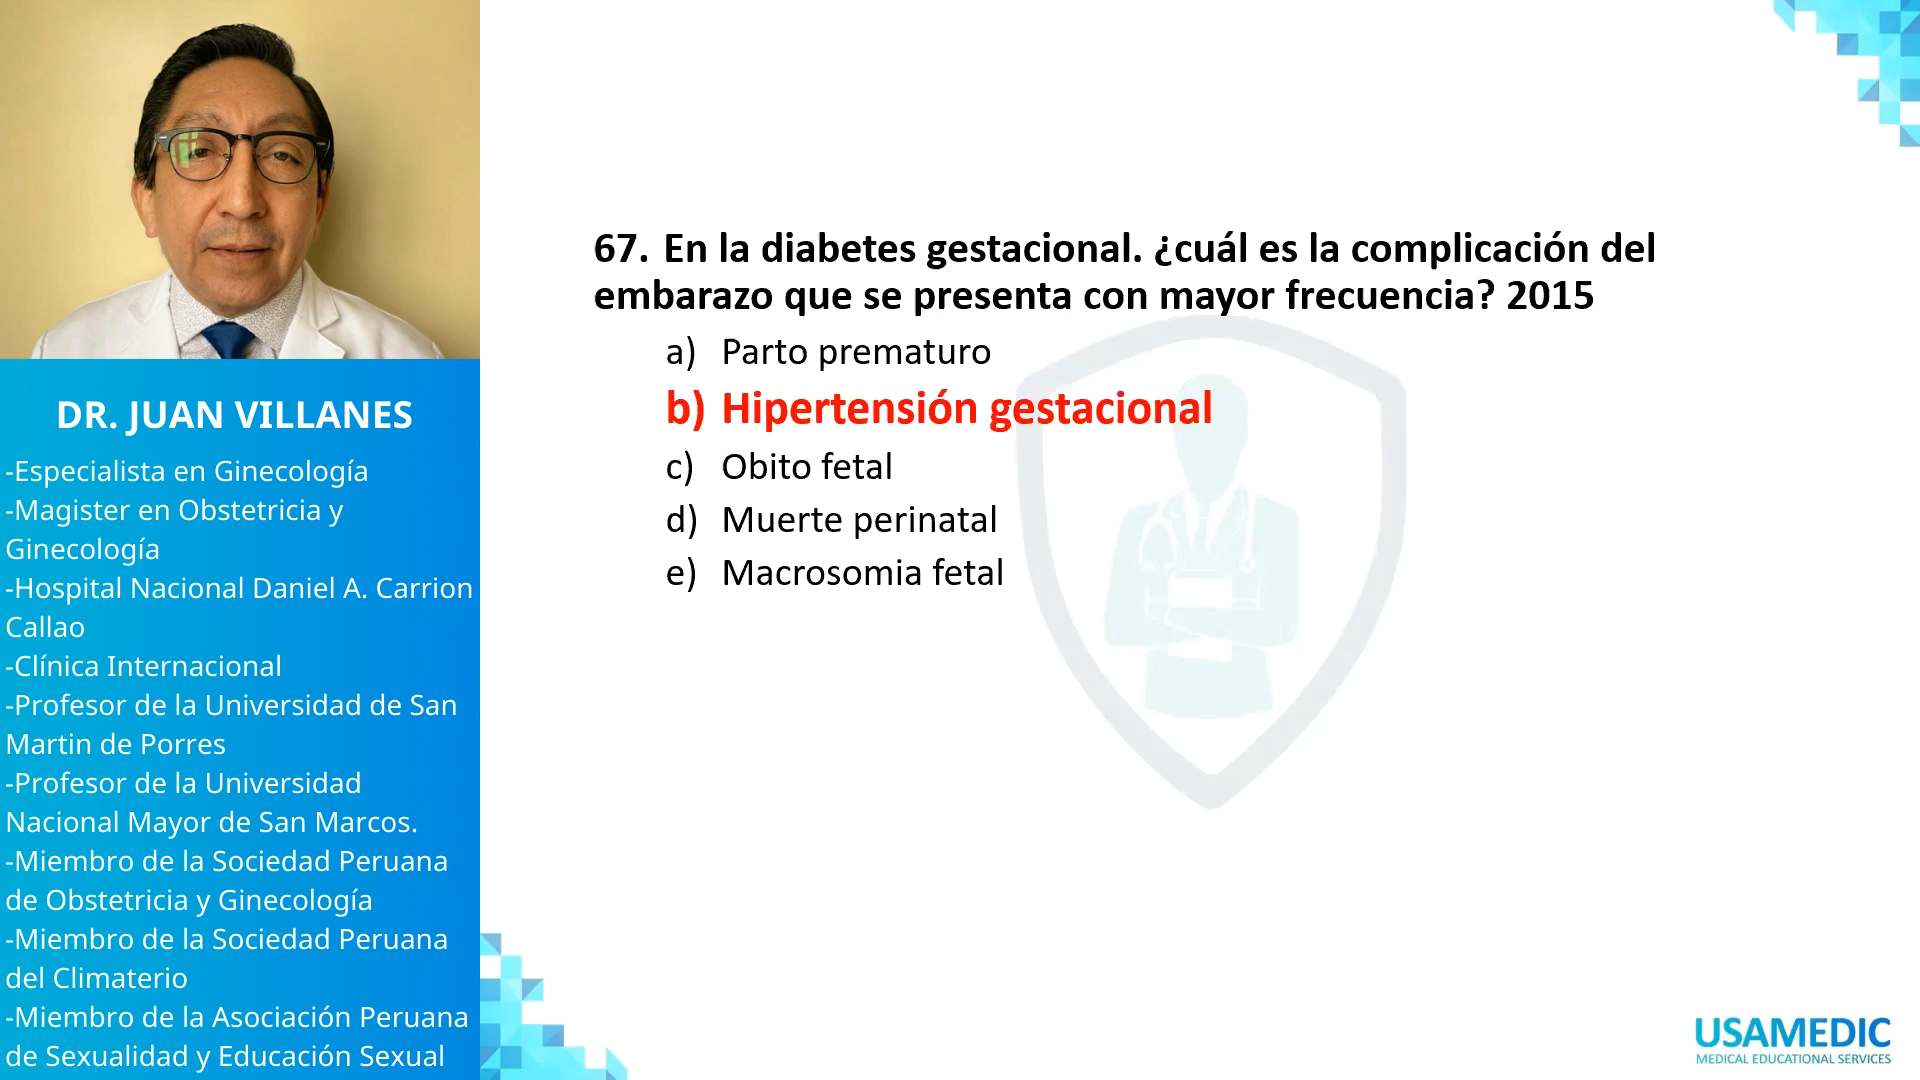 DR. JUAN VILLANES
-Especialista en Ginecología
-Magister en Obstetricia y
Ginecología
-Hospital Nacional Daniel A. Carrion
Callao
-Clínica Internacional
-Profesor de la Universidad de San
Martin de Porres
-Profesor de la Universidad
Nacional Mayor de San Marcos.
-Miembro de la Sociedad Peruana
de Obstetricia y Ginecología
-Miembro de la Sociedad Peruana
del Climaterio
-Miembro de la Asociación Peruana
de Sexualidad y Educación Sexual
67. En la diabetes gestacional. ¿cuál es la complicación del
embarazo que se presenta con mayor frecuencia? 2015
a) Parto prematuro
b) Hipertensión gestacional
c) Obito fetal
d) Muerte perinatal
e) Macrosomia fetal
USAMEDIC
MEDICAL EDUCATIONAL SERVICES